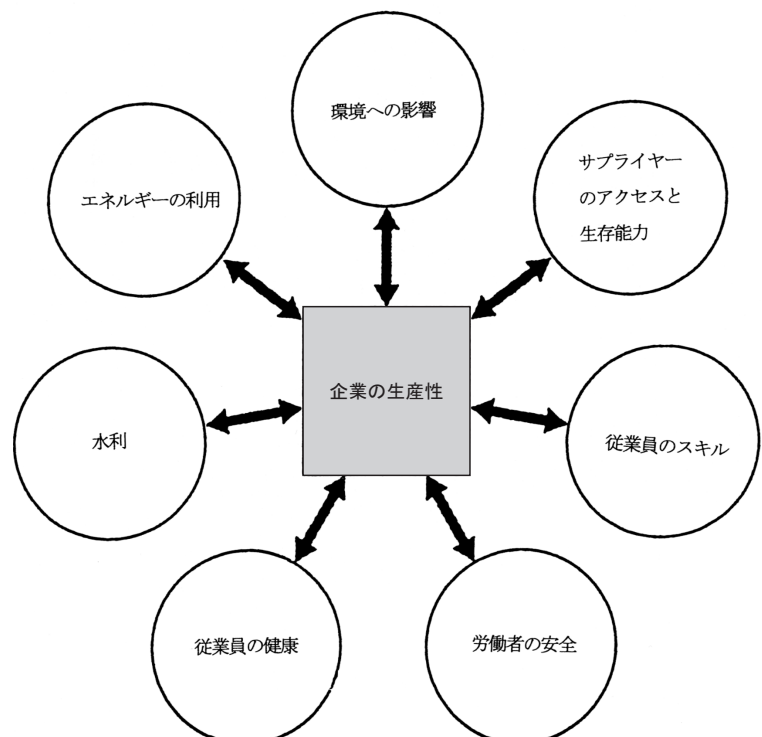 環境への影響
エネルギーの利用
サプライヤー
のアクセスと
生存能力
企業の生産性
水利
従業員のスキル
従業員の健康
労働者の安全